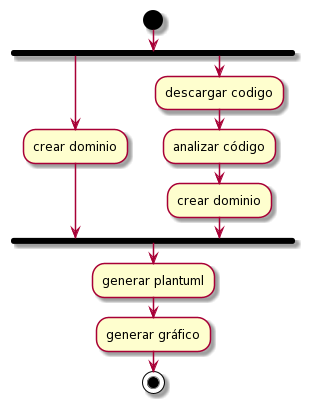 descargar codigo
crear dominio
analizar código
crear dominio
generar plantuml
generar gráfico